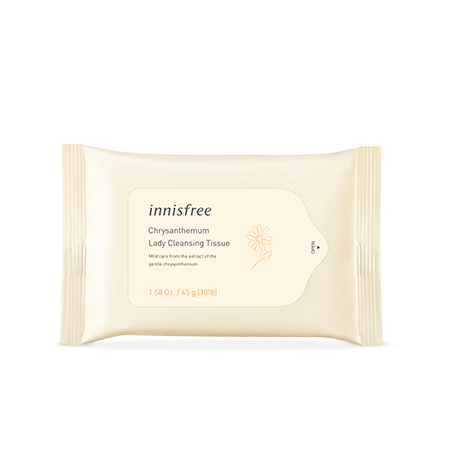 innisfree
Chrysanthemum
Lady Cleansing Tissue
Mild care from the extract of the
gentle chrysanthemum
1.58 Oz. / 45 g (10매)
OPEN ▶